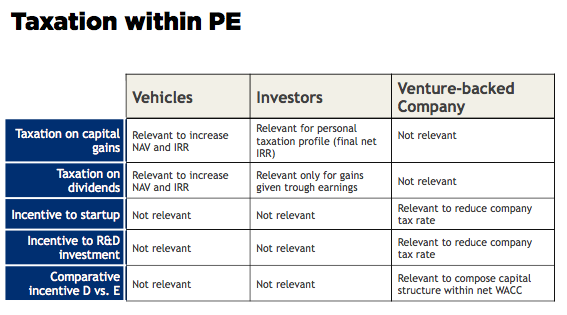 Taxation within PE
Vehicles
Investors
Venture-backed
Company
Taxation on capital
gains
Relevant to increase
NAV and IRR
Relevant for personal
taxation profile (final net
IRR)
Not relevant
Taxation on
dividends
Relevant to increase
NAV and IRR
Relevant only for gains
given trough earnings
Not relevant
Incentive to startup
Not relevant
Not relevant
Relevant to reduce company
tax rate
Incentive to R&D
investment
Not relevant
Not relevant
Relevant to reduce company
tax rate
Comparative
incentive D vs. E
Not relevant
Not relevant
Relevant to compose capital
structure within net WACC